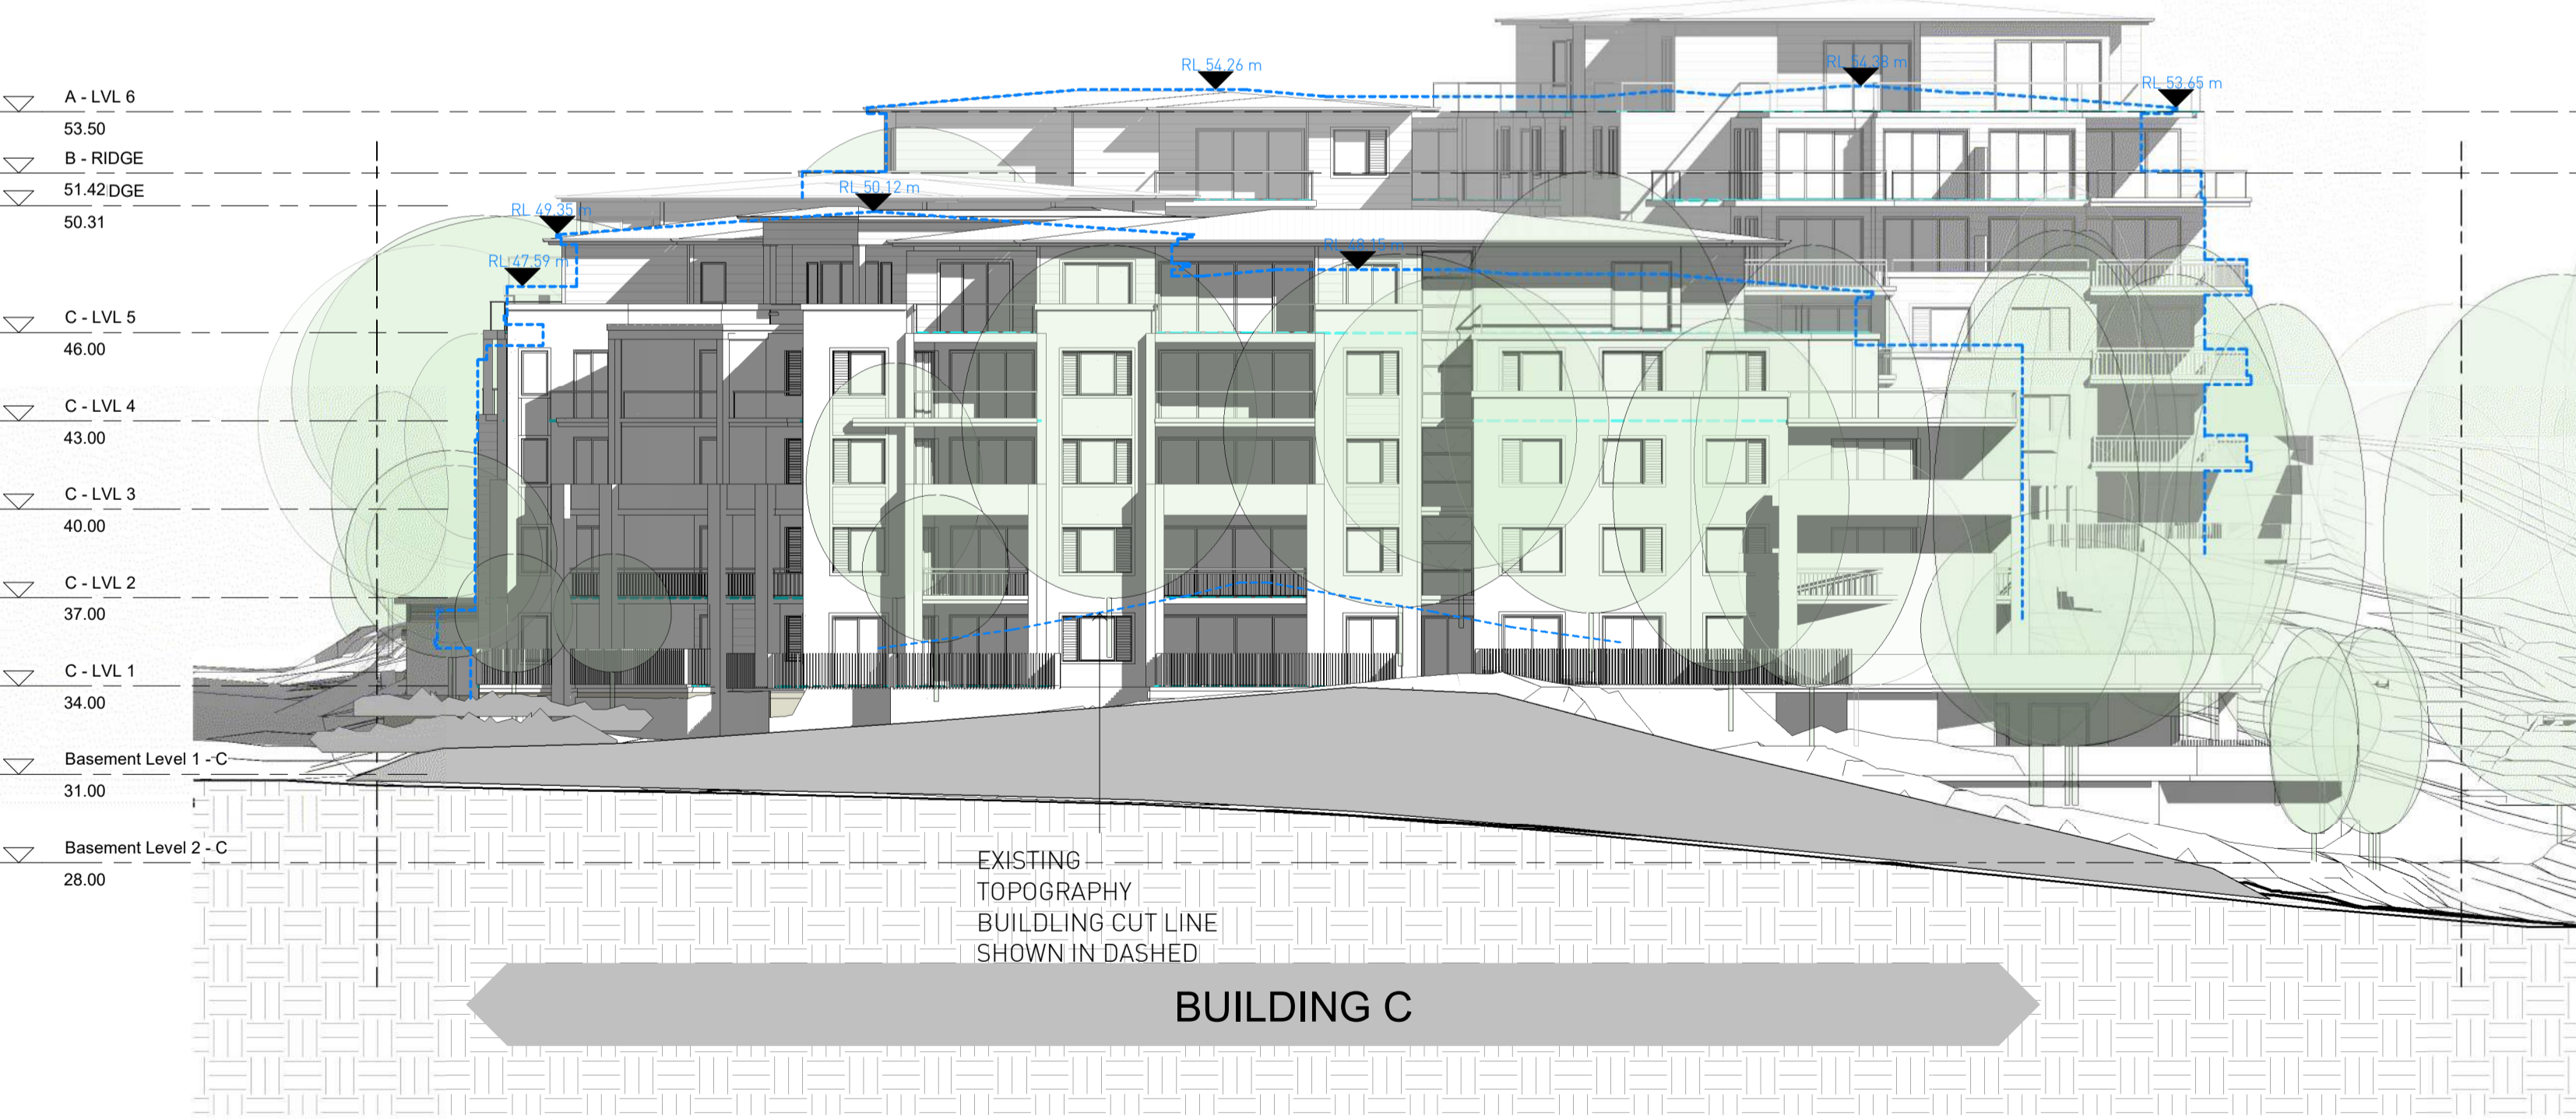 RL 54.26 m
RL 54.38 m
RL 53.65 m
A - LVL 6
53.50
B - RIDGE
51.42 DGE
50.31
RL 50.12 m
RL 49.35 m
RL 48.15 m
RL 47.59 m
C - LVL 5
46.00
C - LVL 4
43.00
C - LVL 3
40.00
C - LVL 2
37.00
C - LVL 1
34.00
Basement Level 1 - C
31.00
Basement Level 2 - C
28.00
EXISTING
TOPOGRAPHY
BUILDLING CUT LINE
SHOWN IN DASHED
BUILDING C